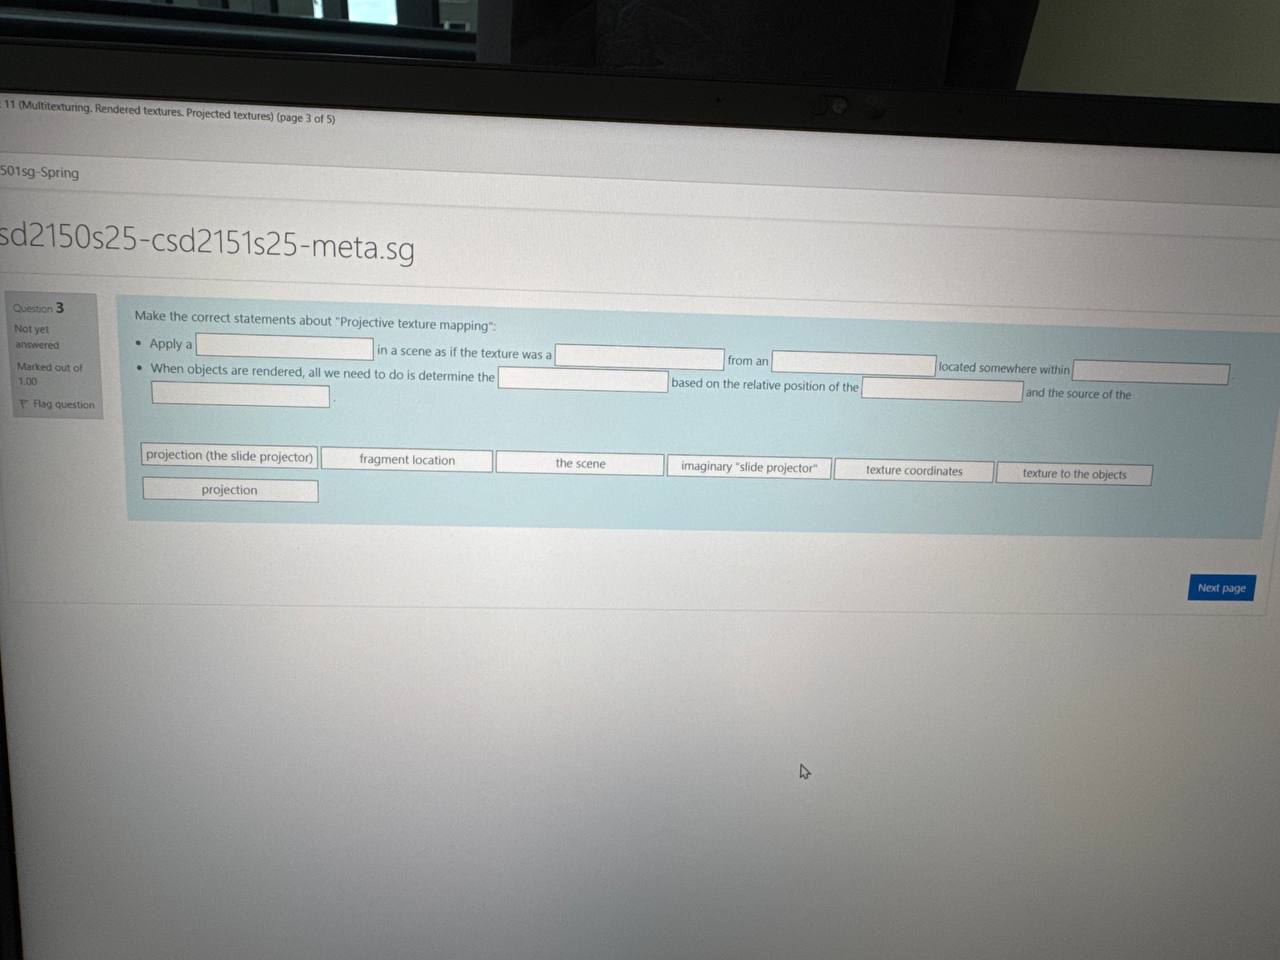 11 (Multitexturing. Rendered textures. Projected textures) (page 3 of 5)
501sg-Spring
sd2150s25-csd2151s25-meta.sg
Question 3
Not yet
answered
Marked out of
1.00
Flag question
Make the correct statements about "Projective texture mapping":
• Apply a in a scene as if the texture was a from an located somewhere within .
• When objects are rendered, all we need to do is determine the based on the relative position of the and the source of the
.
projection (the slide projector) fragment location the scene imaginary "slide projector" texture coordinates texture to the objects
projection
Next page